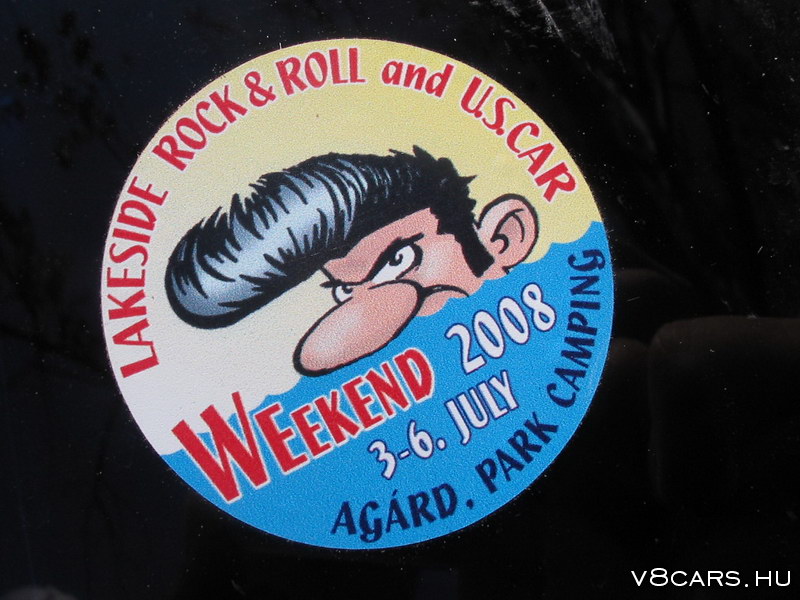 LAKESIDE ROCK & ROLL and U.S. CAR
WEEKEND 2008
3-6. JULY
AGÁRD, PARK CAMPING
V8CARS.HU